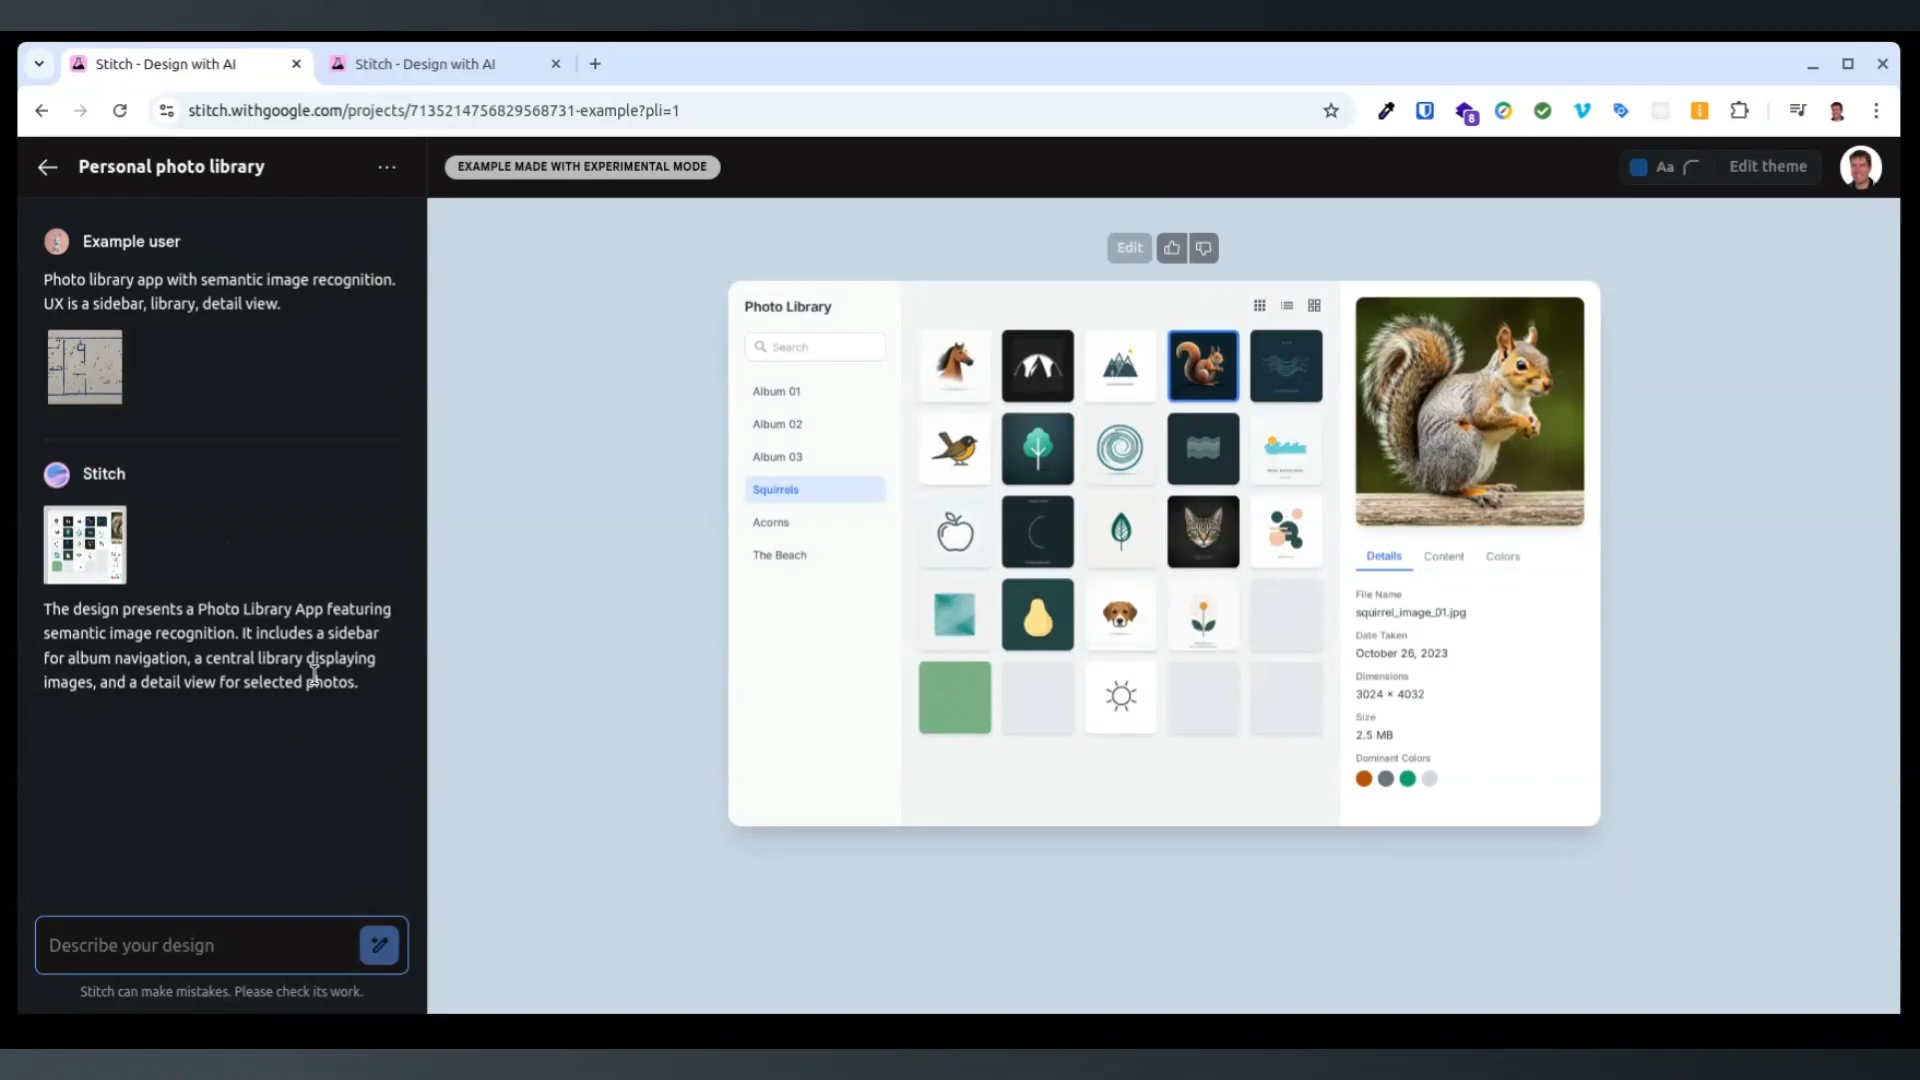 Stitch - Design with AI
Stitch - Design with AI
stitch.withgoogle.com/projects/7135214756829568731-example?pli=1
8
Personal photo library
EXAMPLE MADE WITH EXPERIMENTAL MODE
Aa
Edit theme
Example user
Photo library app with semantic image recognition.
UX is a sidebar, library, detail view.
Stitch
The design presents a Photo Library App featuring
semantic image recognition. It includes a sidebar
for album navigation, a central library displaying
images, and a detail view for selected photos.
Describe your design
Stitch can make mistakes. Please check its work.
Edit
Photo Library
Search
Album 01
Album 02
Album 03
Squirrels
Acorns
The Beach
Details
Content
Colors
File Name
squirrel_image_01.jpg
Date Taken
October 26, 2023
Dimensions
3024 × 4032
Size
2.5 MB
Dominant Colors